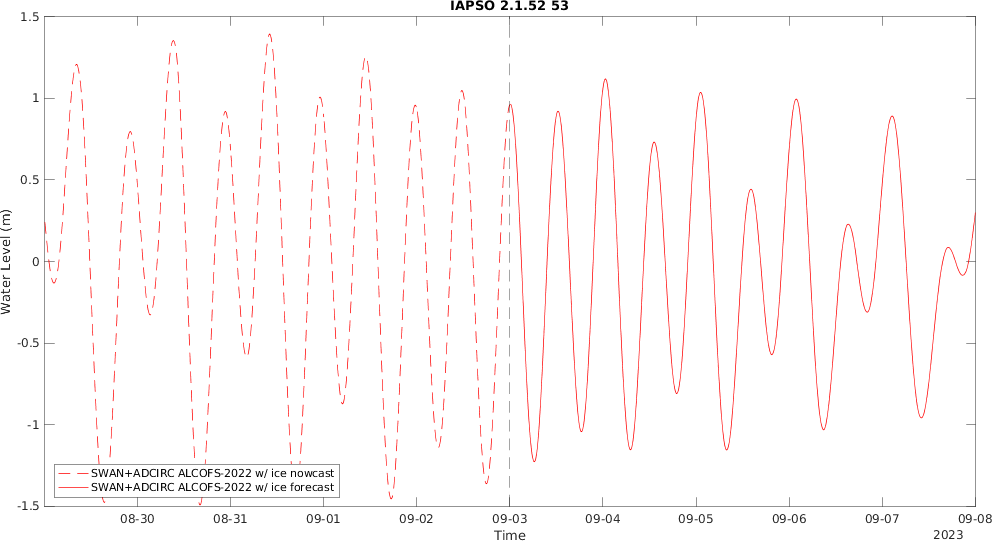 IAPSO 2.1.52 53
Water Level (m)
1.5
1
0.5
0
-0.5
-1
-1.5
SWAN+ADCIRC ALCOFS-2022 w/ ice nowcast
SWAN+ADCIRC ALCOFS-2022 w/ ice forecast
08-30 08-31 09-01 09-02 09-03 09-04 09-05 09-06 09-07 09-08
Time
2023